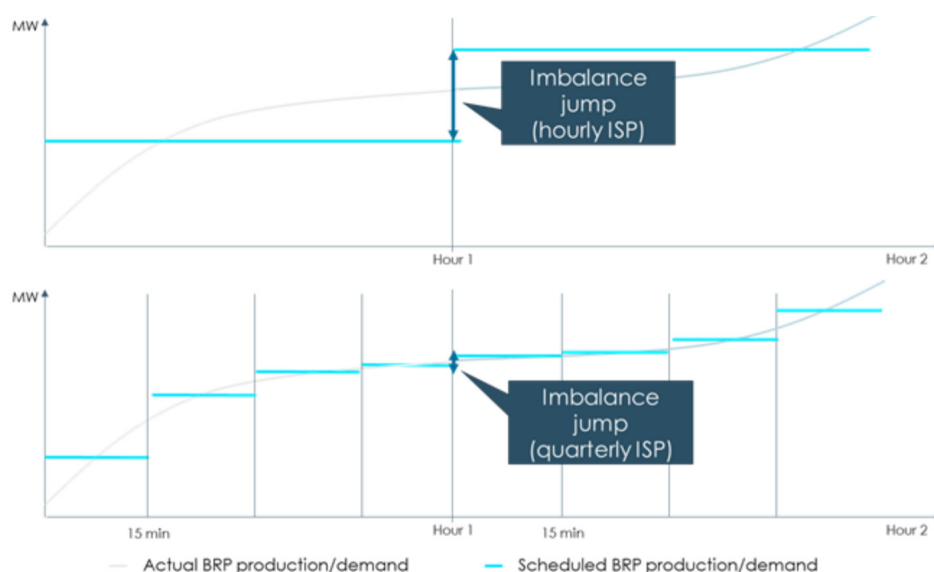 MW
Imbalance
jump
(hourly ISP)
Hour 1
Hour 2
MW
Imbalance
jump
(quarterly ISP)
15 min
Hour 1
15 min
Hour 2
Actual BRP production/demand
Scheduled BRP production/demand